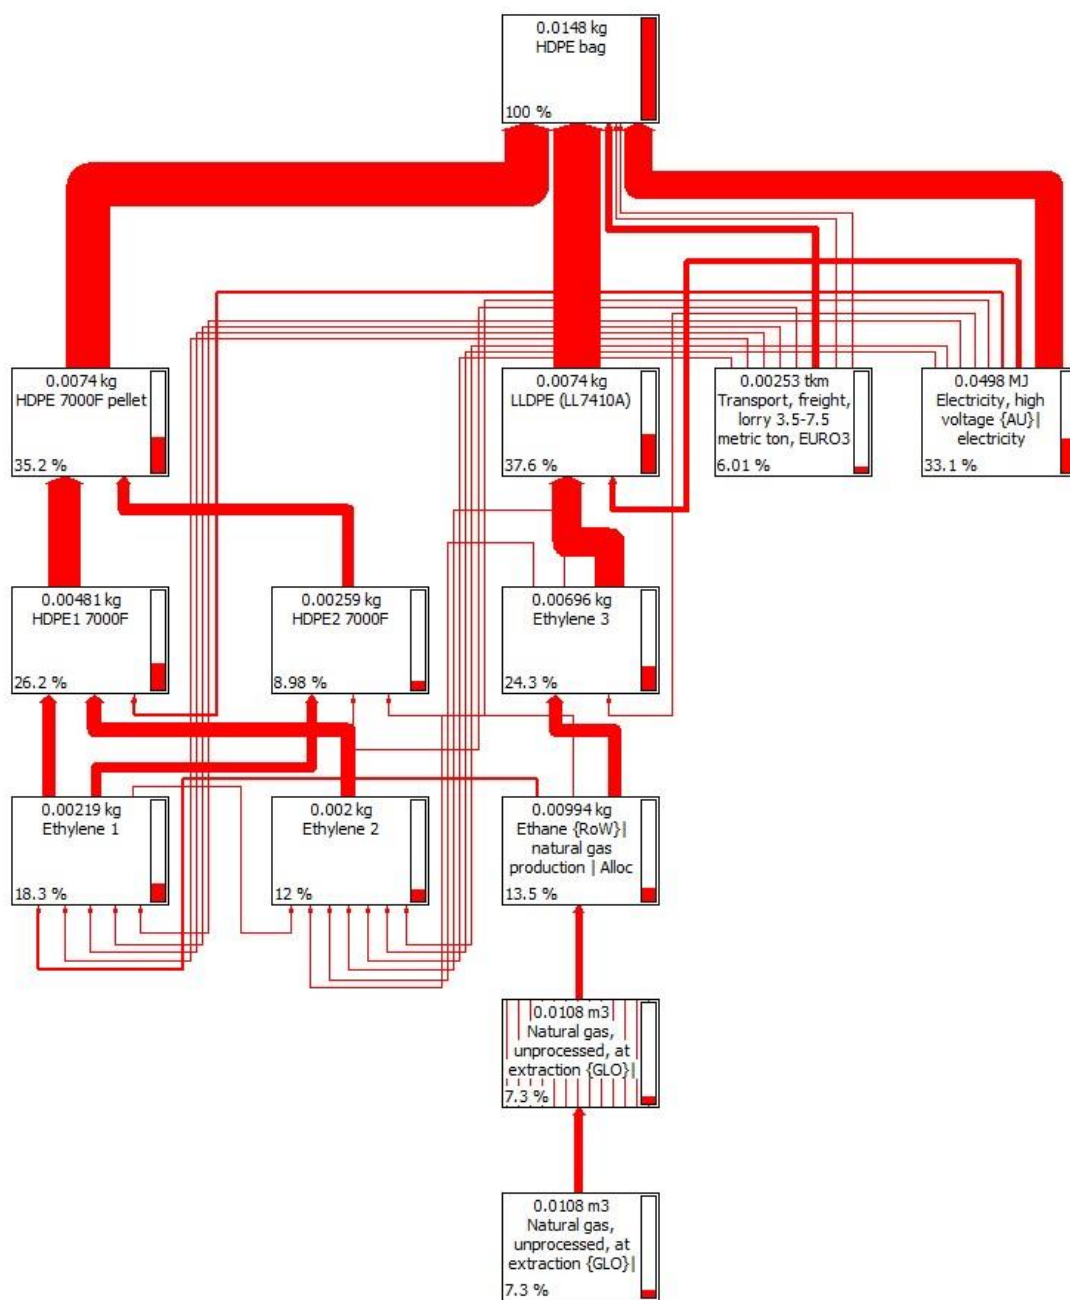 0.0148 kg
HDPE bag
100 %
0.0074 kg
HDPE 7000F pellet
35.2 %
0.0074 kg
LLDPE (LL7410A)
37.6 %
0.00253 tkm
Transport, freight,
lorry 3.5-7.5
metric ton, EURO3
6.01 %
0.0498 MJ
Electricity, high
voltage {AU}|
electricity
33.1 %
0.00481 kg
HDPE1 7000F
26.2 %
0.00259 kg
HDPE2 7000F
8.98 %
0.00696 kg
Ethylene 3
24.3 %
0.00219 kg
Ethylene 1
18.3 %
0.002 kg
Ethylene 2
12 %
0.00994 kg
Ethane {RoW}|
natural gas
production | Alloc
13.5 %
0.0108 m3
Natural gas,
unprocessed, at
extraction {GLO}|
7.3 %
0.0108 m3
Natural gas,
unprocessed, at
extraction {GLO}|
7.3 %